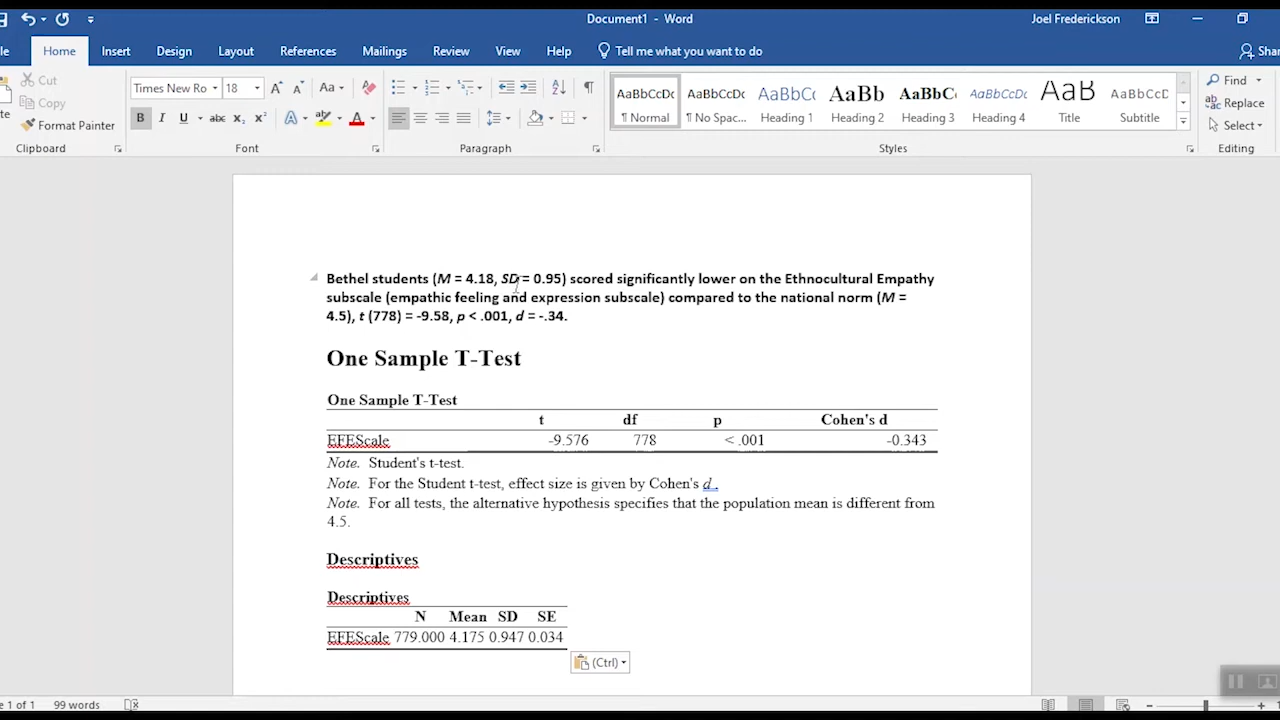 Document1 - Word
Joel Frederickson
Home Insert Design Layout References Mailings Review View Help Tell me what you want to do
Cut
Copy
Format Painter
Clipboard
Times New Ro 18
Font
Paragraph
AaBbCcDc AaBbCcDc AaBbCc AaBb AaBbC AaBbCcDc AaB AaBbCcC
¶ Normal ¶ No Spac... Heading 1 Heading 2 Heading 3 Heading 4 Title Subtitle
Styles
Find
Replace
Select
Editing
Bethel students (M = 4.18, SD = 0.95) scored significantly lower on the Ethnocultural Empathy
subscale (empathic feeling and expression subscale) compared to the national norm (M =
4.5), t (778) = -9.58, p < .001, d = -.34.
One Sample T-Test
One Sample T-Test
t df p Cohen's d
EFEScale -9.576 778 < .001 -0.343
Note. Student's t-test.
Note. For the Student t-test, effect size is given by Cohen's d .
Note. For all tests, the alternative hypothesis specifies that the population mean is different from
4.5.
Descriptives
Descriptives
N Mean SD SE
EFEScale 779.000 4.175 0.947 0.034
(Ctrl)
1 of 1 99 words